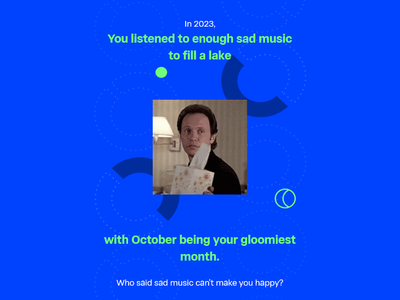 In 2023,
You listened to enough sad music
to fill a lake
with October being your gloomiest
month.
Who said sad music can't make you happy?